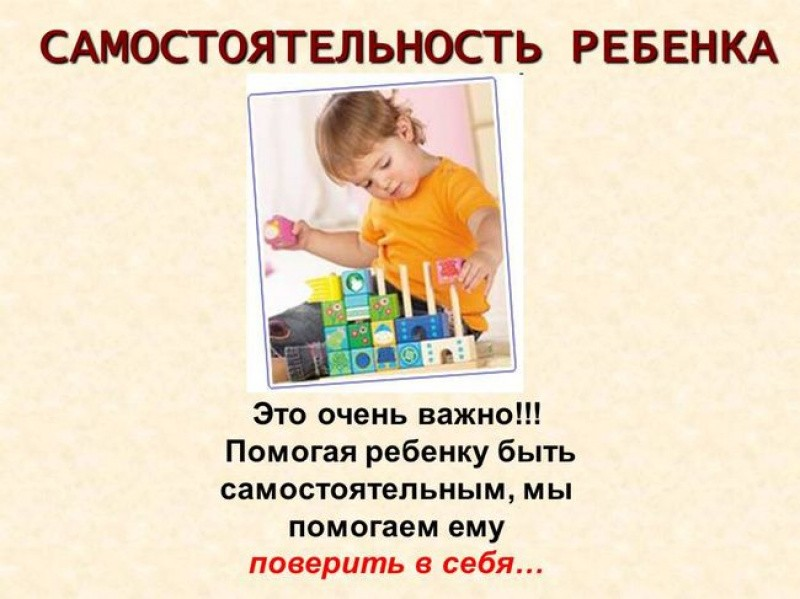 САМОСТОЯТЕЛЬНОСТЬ РЕБЕНКА
Это очень важно!!!
Помогая ребенку быть
самостоятельным, мы
помогаем ему
поверить в себя…